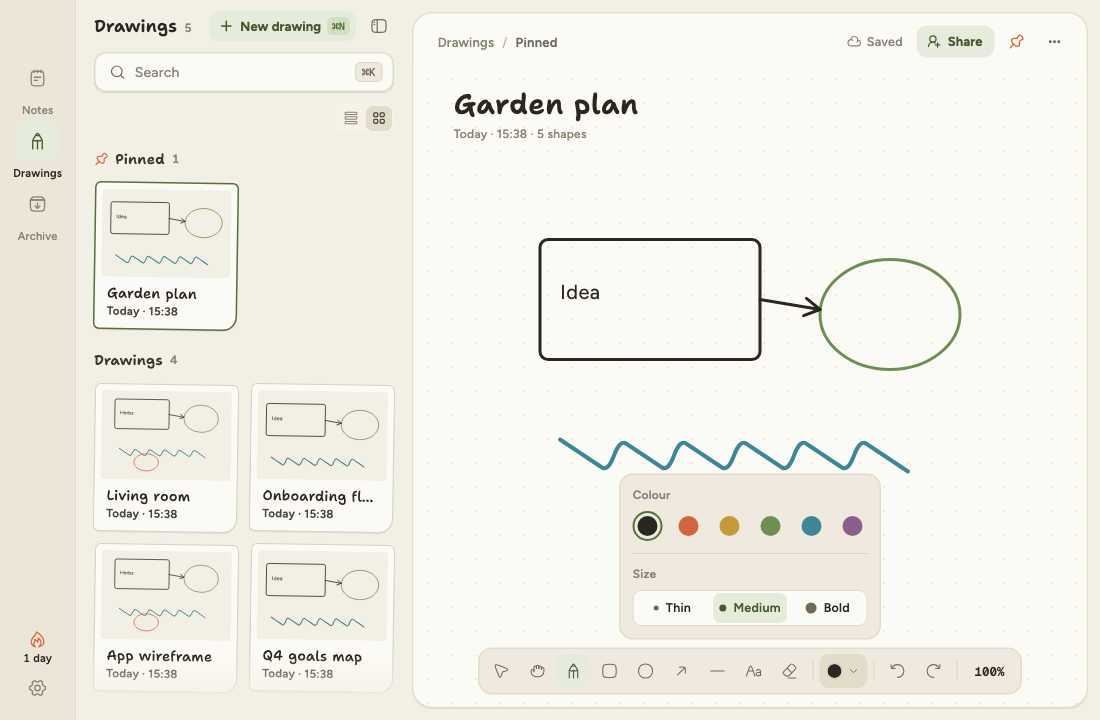 Drawings 5
New drawing ⌘N
Search ⌘K
Notes
Drawings
Archive
1 day
Pinned 1
Idea
Garden plan
Today · 15:38
Drawings 4
Herbs
Living room
Today · 15:38
Idea
Onboarding fl...
Today · 15:38
Herbs
App wireframe
Today · 15:38
Idea
Q4 goals map
Today · 15:38
Drawings / Pinned
Saved
Share
Garden plan
Today · 15:38 · 5 shapes
Idea
Colour
Size
Thin
Medium
Bold
Aa
100%